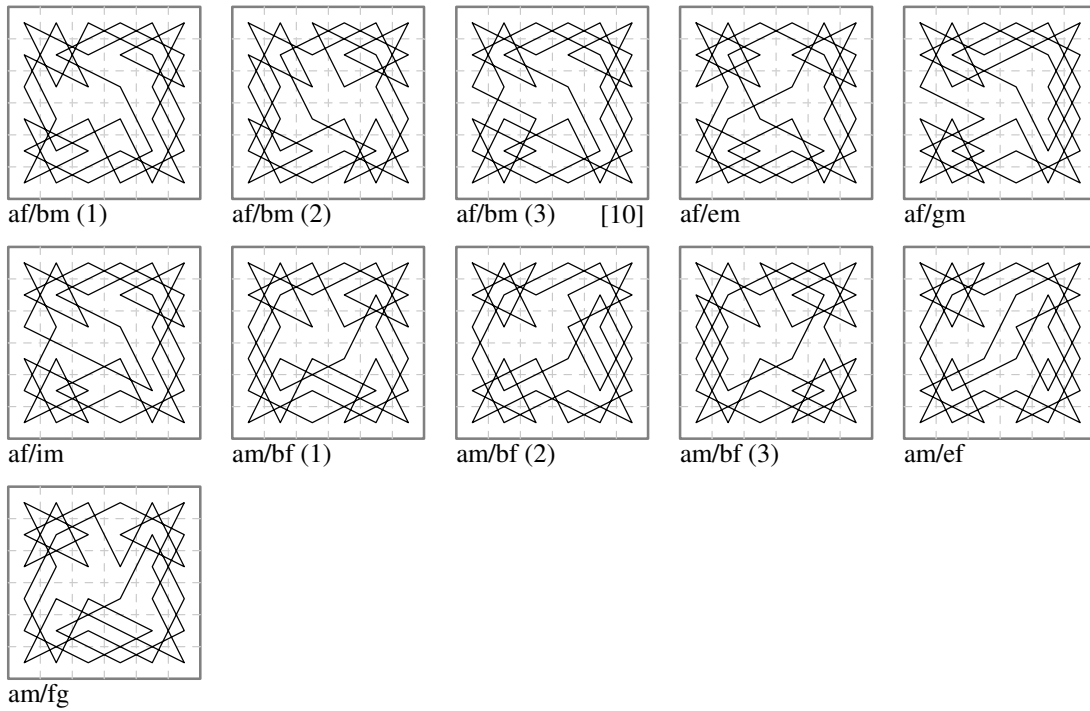 af/bm (1)
af/bm (2)
af/bm (3) [10]
af/em
af/gm
af/im
am/bf (1)
am/bf (2)
am/bf (3)
am/ef
am/fg